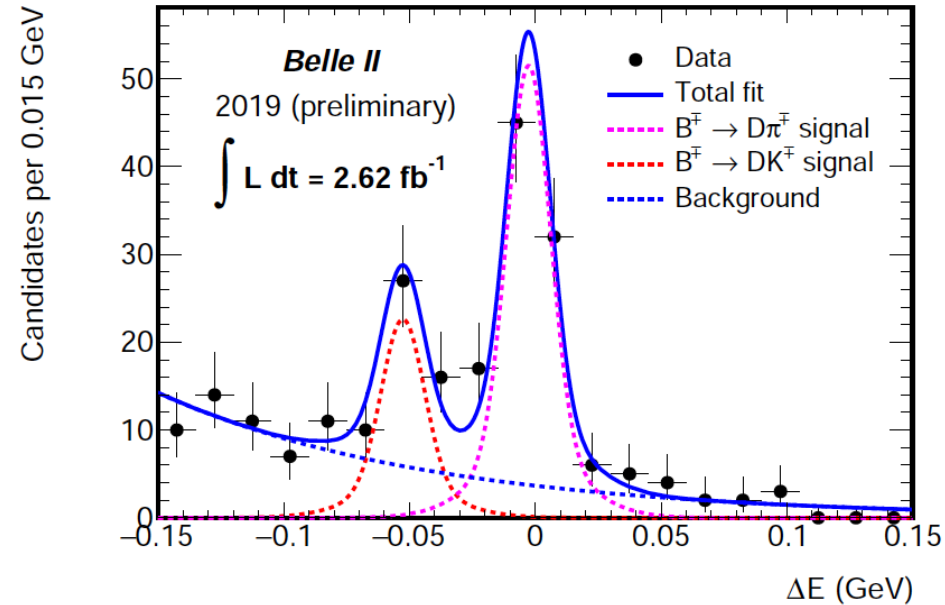 Candidates per 0.015 GeV
50
40
30
20
10
0
Belle II
2019 (preliminary)
∫ L dt = 2.62 fb⁻¹
Data
Total fit
B∓ → Dπ∓ signal
B∓ → DK∓ signal
Background
−0.15 −0.1 −0.05 0 0.05 0.1 0.15
ΔE (GeV)